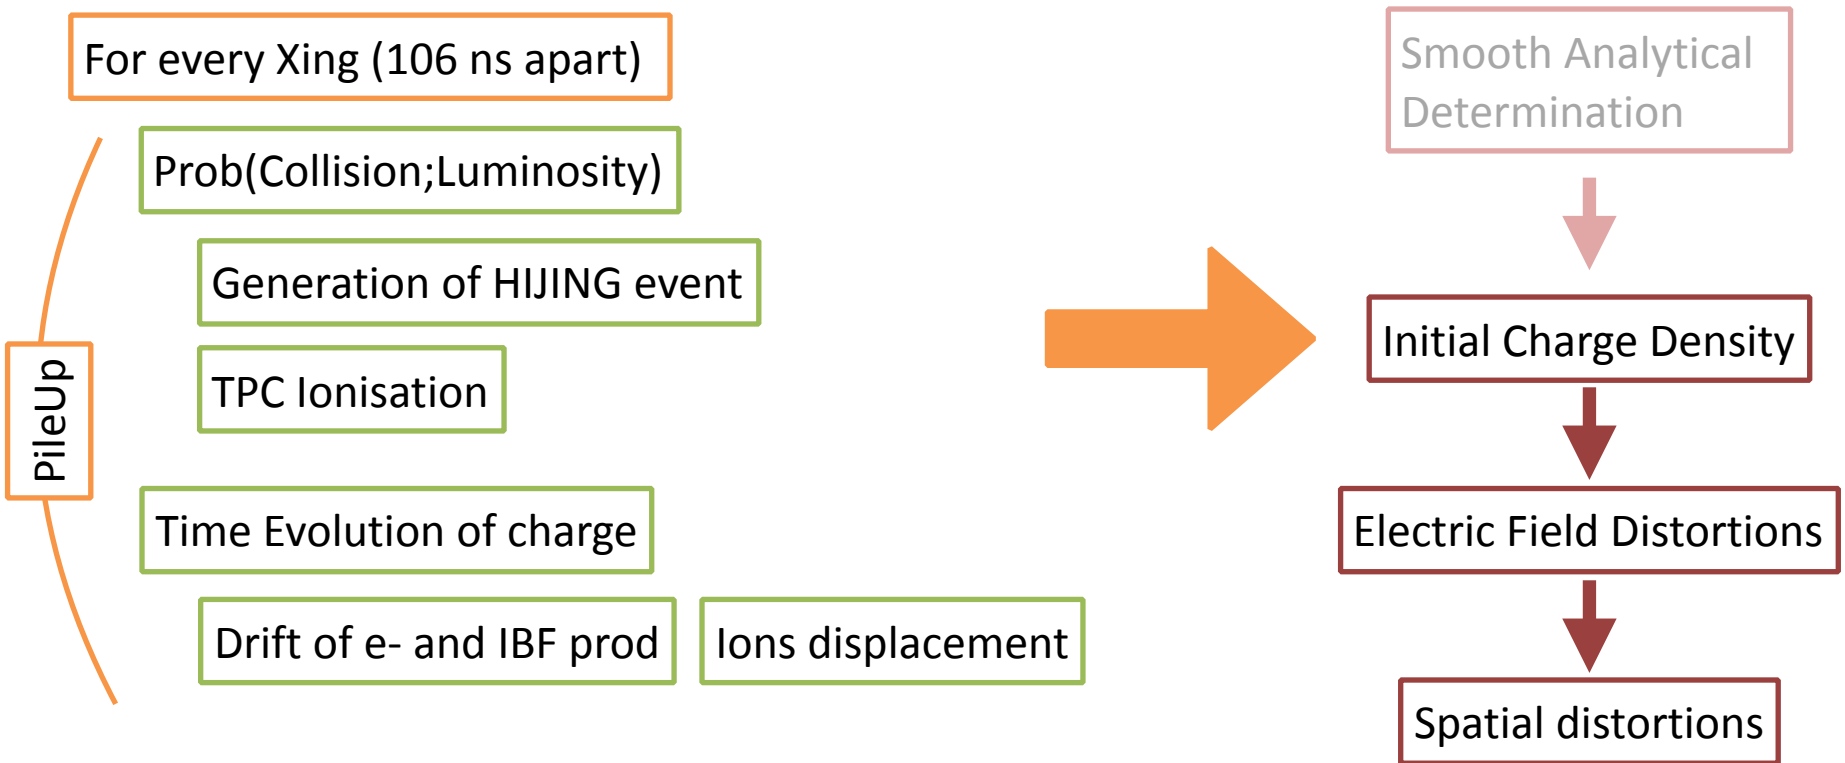 For every Xing (106 ns apart)
Prob(Collision;Luminosity)
Generation of HIJING event
TPC Ionisation
PileUp
Time Evolution of charge
Drift of e- and IBF prod
Ions displacement
Smooth Analytical
Determination
Initial Charge Density
Electric Field Distortions
Spatial distortions